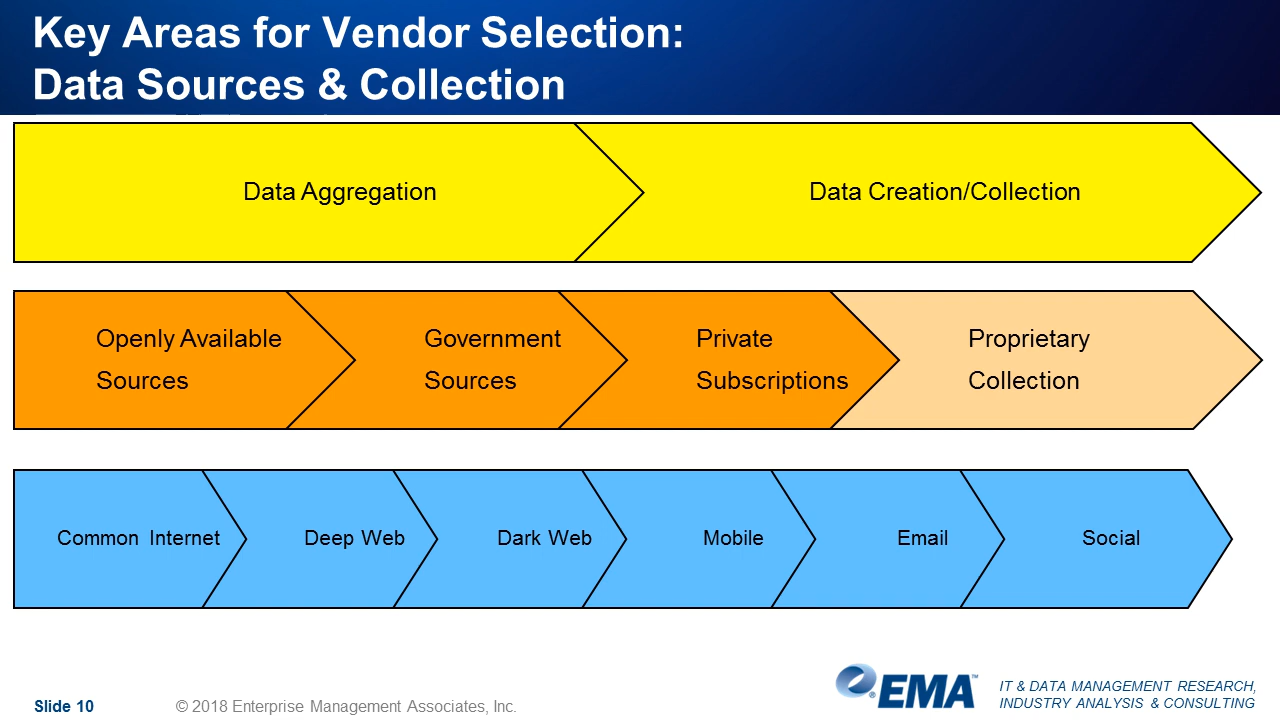 Key Areas for Vendor Selection:
Data Sources & Collection
Data Aggregation
Data Creation/Collection
Openly Available
Sources
Government
Sources
Private
Subscriptions
Proprietary
Collection
Common Internet
Deep Web
Dark Web
Mobile
Email
Social
Slide 10
© 2018 Enterprise Management Associates, Inc.
EMA™
IT & DATA MANAGEMENT RESEARCH,
INDUSTRY ANALYSIS & CONSULTING